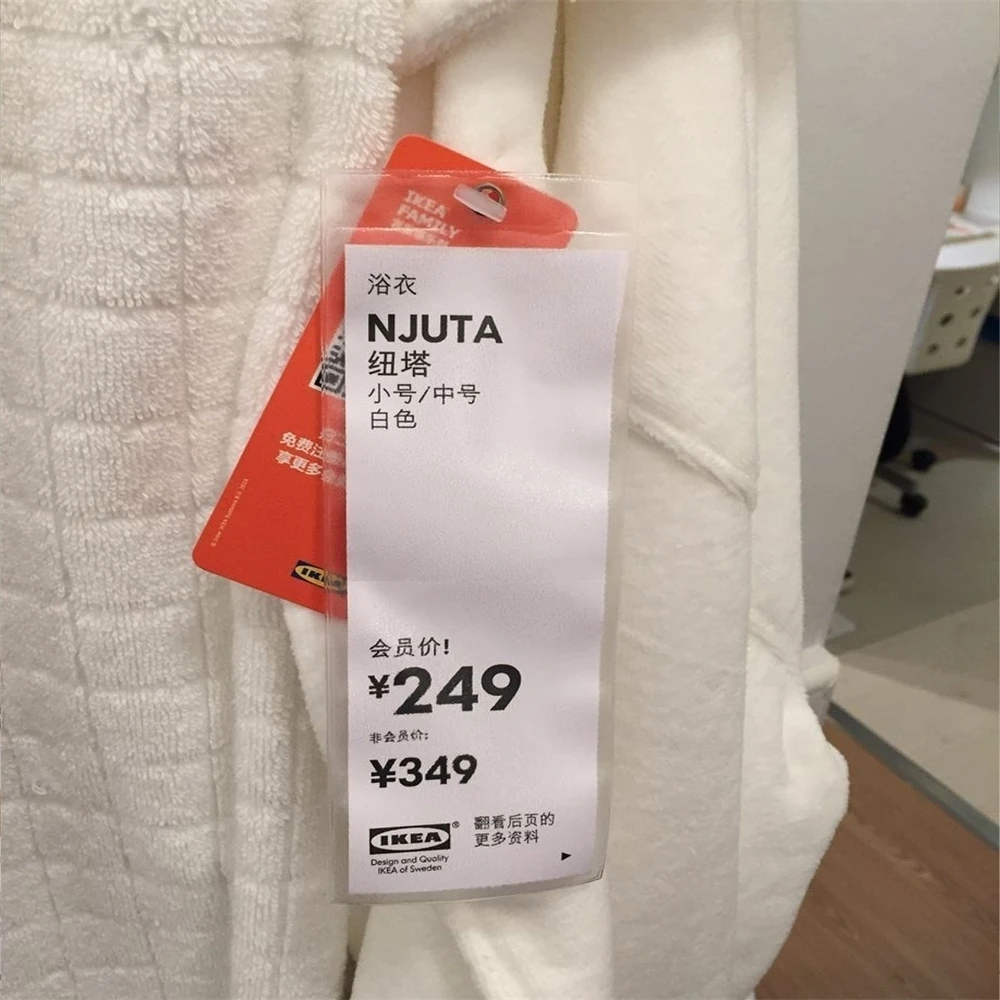 IKEA
FAMILY
浴衣
NJUTA
纽塔
小号/中号
白色
免费注
享更多
IKEA
会员价!
¥249
非会员价:
¥349
IKEA®
翻看后页的
更多资料
Design and Quality
IKEA of Sweden